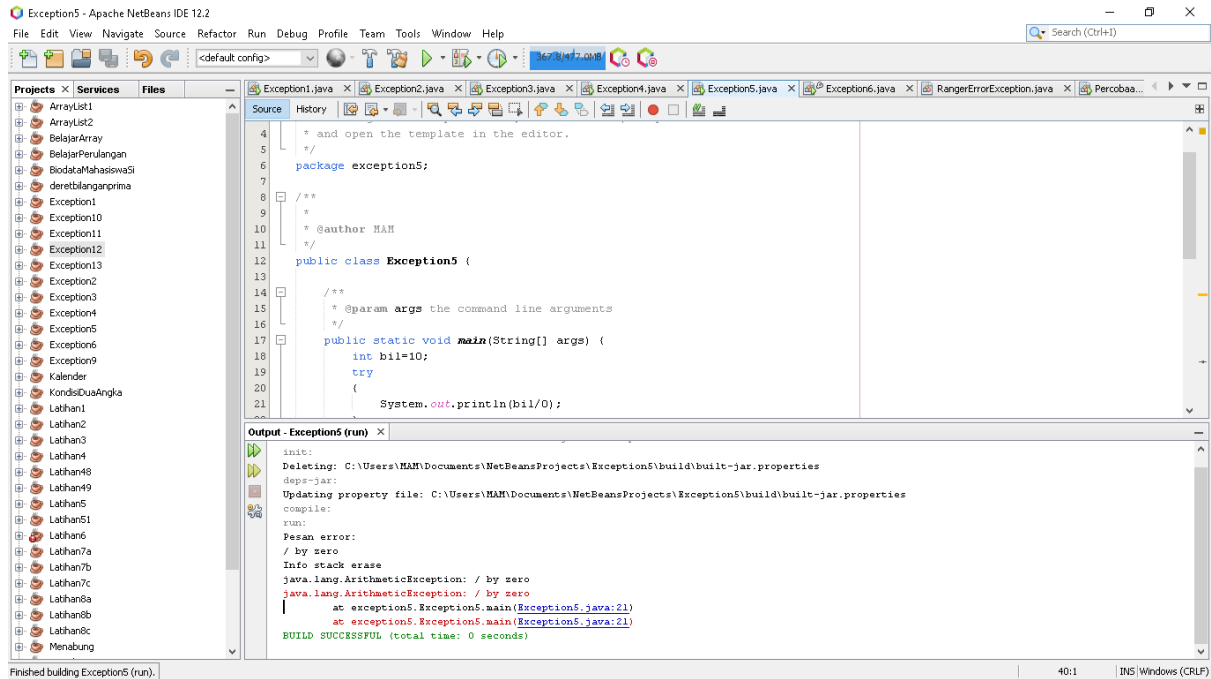 Exception5 - Apache NetBeans IDE 12.2
File Edit View Navigate Source Refactor Run Debug Profile Team Tools Window Help
Search (Ctrl+I)
<default config>
367.8/477.0MB
Projects Services Files
ArrayList1
ArrayList2
BelajarArray
BelajarPerulangan
BiodataMahasiswaSi
deretbilanganprima
Exception1
Exception10
Exception11
Exception12
Exception13
Exception2
Exception3
Exception4
Exception5
Exception6
Exception9
Kalender
KondisiDuaAngka
Latihan1
Latihan2
Latihan3
Latihan4
Latihan48
Latihan49
Latihan5
Latihan51
Latihan6
Latihan7a
Latihan7b
Latihan7c
Latihan8a
Latihan8b
Latihan8c
Menabung
Exception1.java Exception2.java Exception3.java Exception4.java Exception5.java Exception6.java RangerErrorException.java Percobaa...
Source History
4 * and open the template in the editor.
5 */
6 package exception5;
7
8 /**
9 *
10 * @author MAM
11 */
12 public class Exception5 {
13
14 /**
15 * @param args the command line arguments
16 */
17 public static void main(String[] args) {
18 int bil=10;
19 try
20 {
21 System.out.println(bil/0);
Output - Exception5 (run)
init:
Deleting: C:\Users\MAM\Documents\NetBeansProjects\Exception5\build\built-jar.properties
deps-jar:
Updating property file: C:\Users\MAM\Documents\NetBeansProjects\Exception5\build\built-jar.properties
compile:
run:
Pesan error:
/ by zero
Info stack erase
java.lang.ArithmeticException: / by zero
java.lang.ArithmeticException: / by zero
at exception5.Exception5.main(Exception5.java:21)
at exception5.Exception5.main(Exception5.java:21)
BUILD SUCCESSFUL (total time: 0 seconds)
Finished building Exception5 (run).
40:1 INS Windows (CRLF)